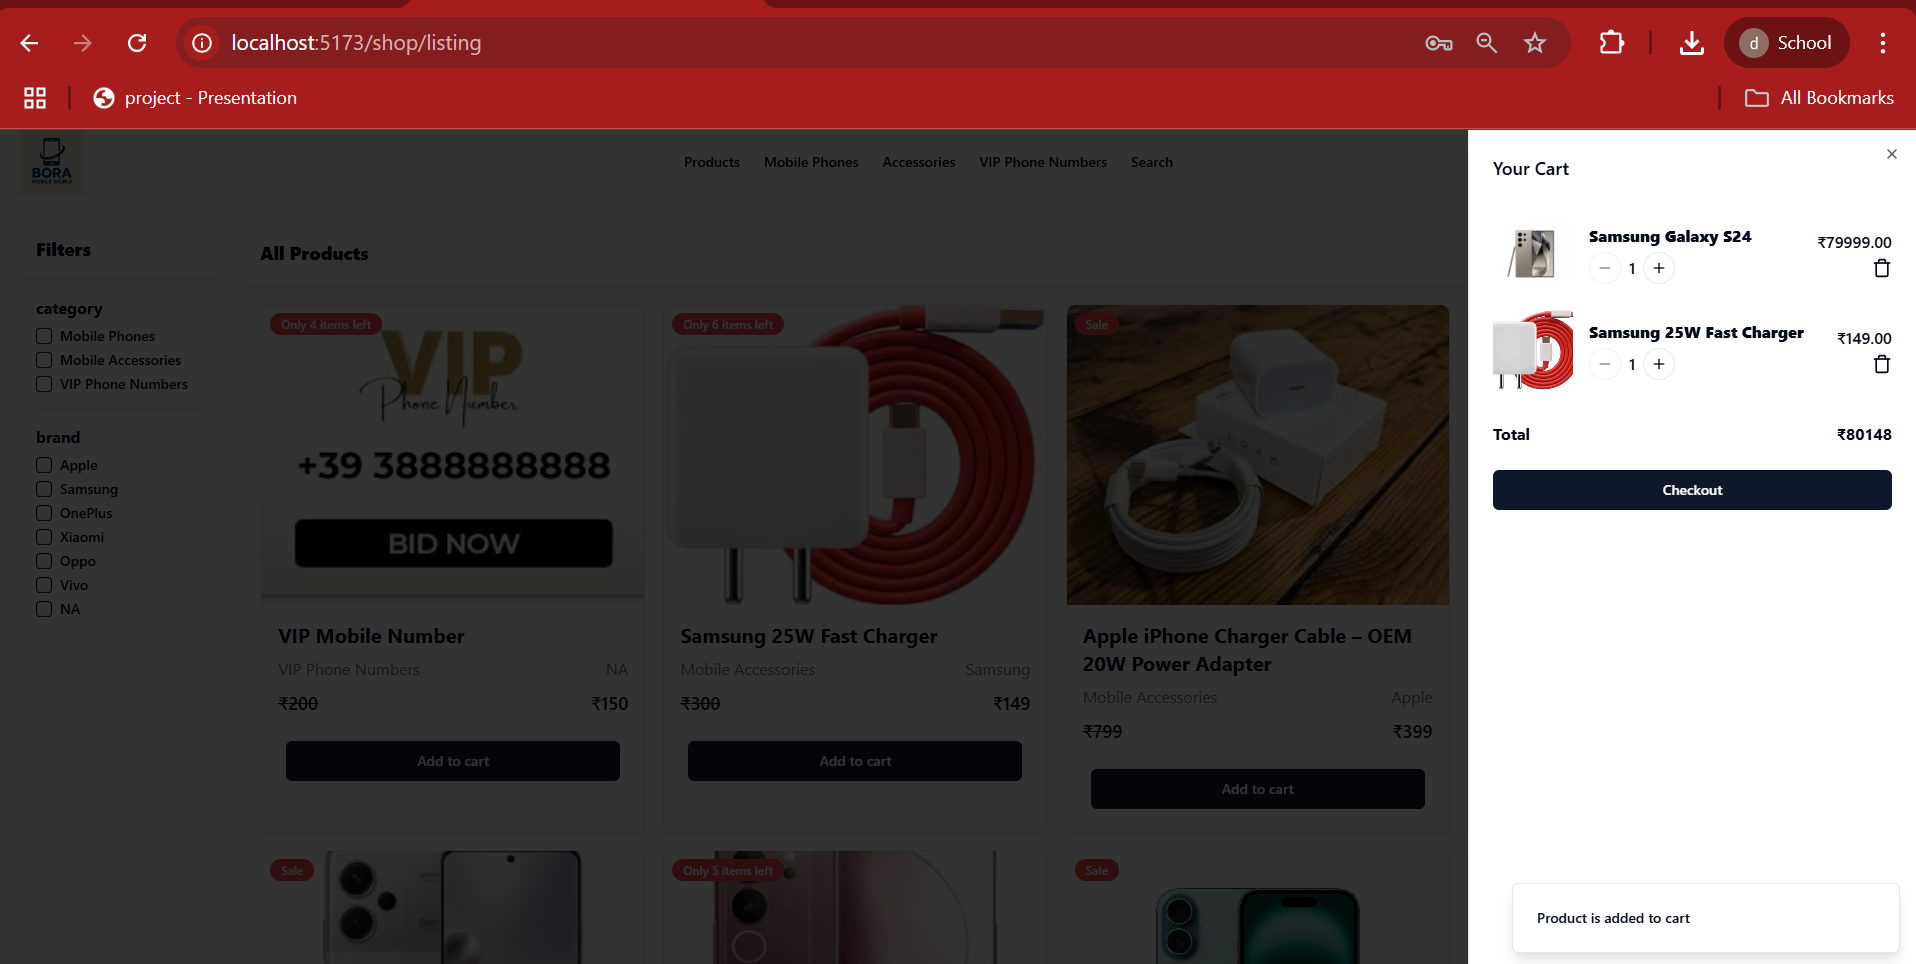 localhost:5173/shop/listing
d School
project - Presentation
All Bookmarks
BORA
MOBILE WORLD
Products Mobile Phones Accessories VIP Phone Numbers Search
Filters
category
Mobile Phones
Mobile Accessories
VIP Phone Numbers
brand
Apple
Samsung
OnePlus
Xiaomi
Oppo
Vivo
NA
All Products
Only 4 items left
VIP
Phone Number
+39 3888888888
BID NOW
VIP Mobile Number
VIP Phone Numbers NA
₹200 ₹150
Add to cart
Only 6 items left
Samsung 25W Fast Charger
Mobile Accessories Samsung
₹300 ₹149
Add to cart
Sale
Apple iPhone Charger Cable – OEM
20W Power Adapter
Mobile Accessories Apple
₹799 ₹399
Add to cart
Sale
Only 5 items left
Sale
Your Cart
Samsung Galaxy S24
₹79999.00
1
Samsung 25W Fast Charger
₹149.00
1
Total ₹80148
Checkout
Product is added to cart